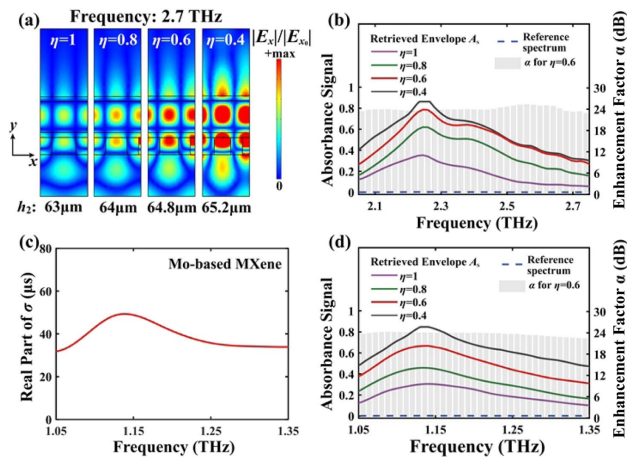 (a)
Frequency: 2.7 THz
η=1
η=0.8
η=0.6
η=0.4
|Eₓ|/|Eₓ₀|
+max
0
y
x
h₂: 63μm 64μm 64.8μm 65.2μm
(b)
Retrieved Envelope Aₛ
η=1
η=0.8
η=0.6
η=0.4
Reference
spectrum
α for η=0.6
Absorbance Signal
1
0.8
0.6
0.4
0.2
0
Enhancement Factor α (dB)
30
24
18
12
6
0
2.1 2.3 2.5 2.7
Frequency (THz)
(c)
Mo-based MXene
Real Part of σ (μs)
80
60
40
20
0
1.05 1.15 1.25 1.35
Frequency (THz)
(d)
Retrieved Envelope Aₛ
η=1
η=0.8
η=0.6
η=0.4
Reference
spectrum
α for η=0.6
Absorbance Signal
1
0.8
0.6
0.4
0.2
0
Enhancement Factor α (dB)
30
24
18
12
6
0
1.05 1.15 1.25 1.35
Frequency (THz)